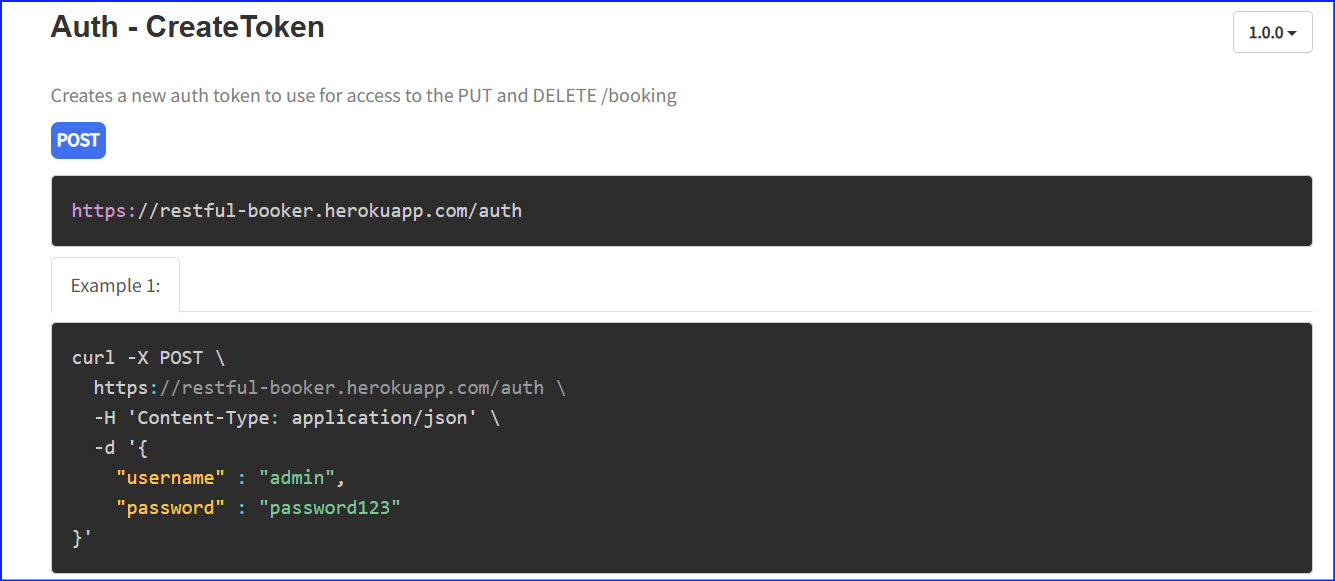 Auth - CreateToken
1.0.0
Creates a new auth token to use for access to the PUT and DELETE /booking
POST
https://restful-booker.herokuapp.com/auth
Example 1:
curl -X POST \
  https://restful-booker.herokuapp.com/auth \
  -H 'Content-Type: application/json' \
  -d '{
    "username" : "admin",
    "password" : "password123"
}'